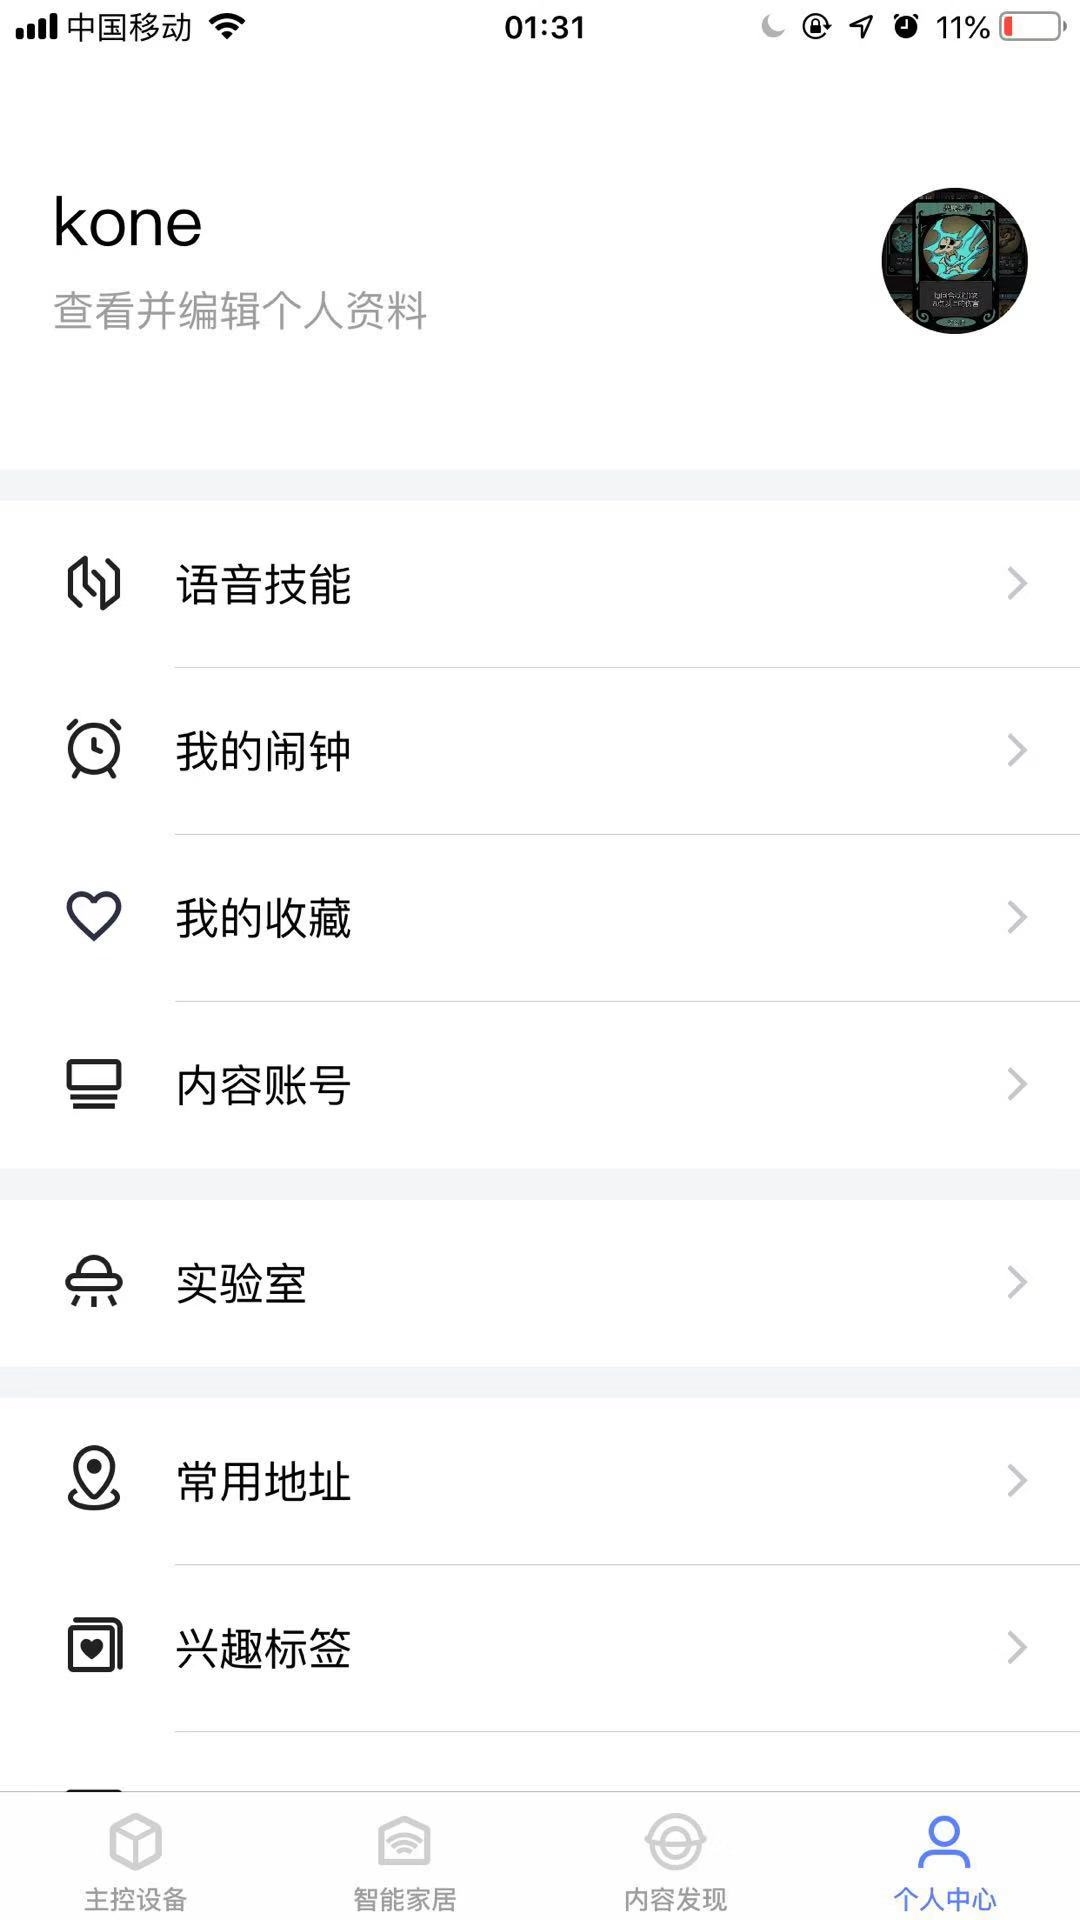 中国移动
01:31
11%
kone
查看并编辑个人资料
语音技能
我的闹钟
我的收藏
内容账号
实验室
常用地址
兴趣标签
主控设备
智能家居
内容发现
个人中心